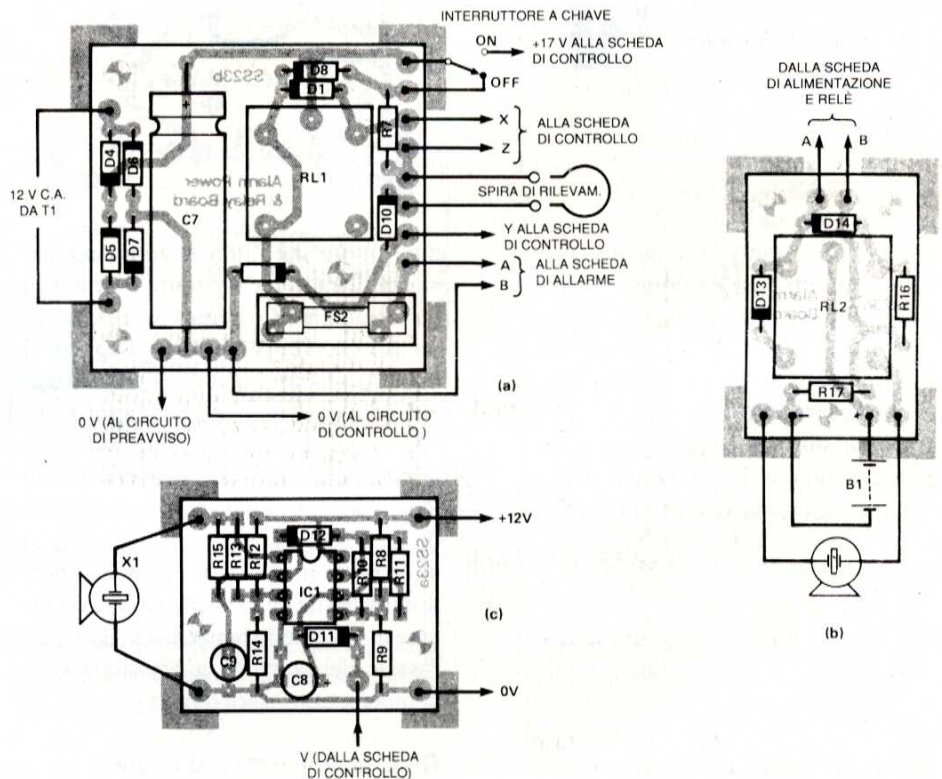 INTERRUTTORE A CHIAVE
ON
+17 V ALLA SCHEDA
DI CONTROLLO
OFF
SS23b
D8
D1
R7
X
Z
ALLA SCHEDA
DI CONTROLLO
D4
D6
RL1
Alarm Power
& Relay Board
12 V C.A.
DA T1
C7
SPIRA DI RILEVAM.
D10
D5
D7
Y ALLA SCHEDA
DI CONTROLLO
A
B
ALLA SCHEDA
DI ALLARME
FS2
(a)
0 V (AL CIRCUITO
DI PREAVVISO)
0 V (AL CIRCUITO
DI CONTROLLO )
DALLA SCHEDA
DI ALIMENTAZIONE
E RELÈ
A
B
D14
D13
Alarm
Board
RL2
R16
R17
B1
(b)
+12V
X1
D12
SS23a
R15
R13
R12
IC1
R10
R8
R11
(c)
D11
R14
R9
C8
0V
V (DALLA SCHEDA
DI CONTROLLO)